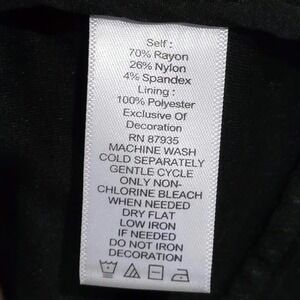 Self :
70% Rayon
26% Nylon
4% Spandex
Lining :
100% Polyester
Exclusive Of
Decoration
RN 87935
MACHINE WASH
COLD SEPARATELY
GENTLE CYCLE
ONLY NON-
CHLORINE BLEACH
WHEN NEEDED
DRY FLAT
LOW IRON
IF NEEDED
DO NOT IRON
DECORATION